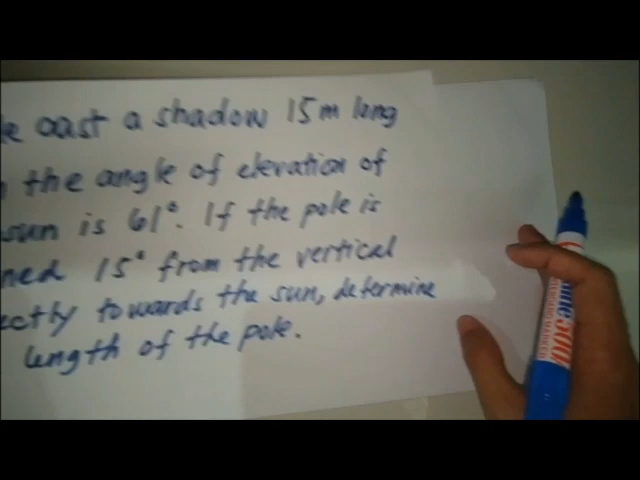 oast a shadow 15m long
the angle of elevation of
sun is 61°. If the pole is
15° from the vertical
towards the sun, determine
length of the pole.